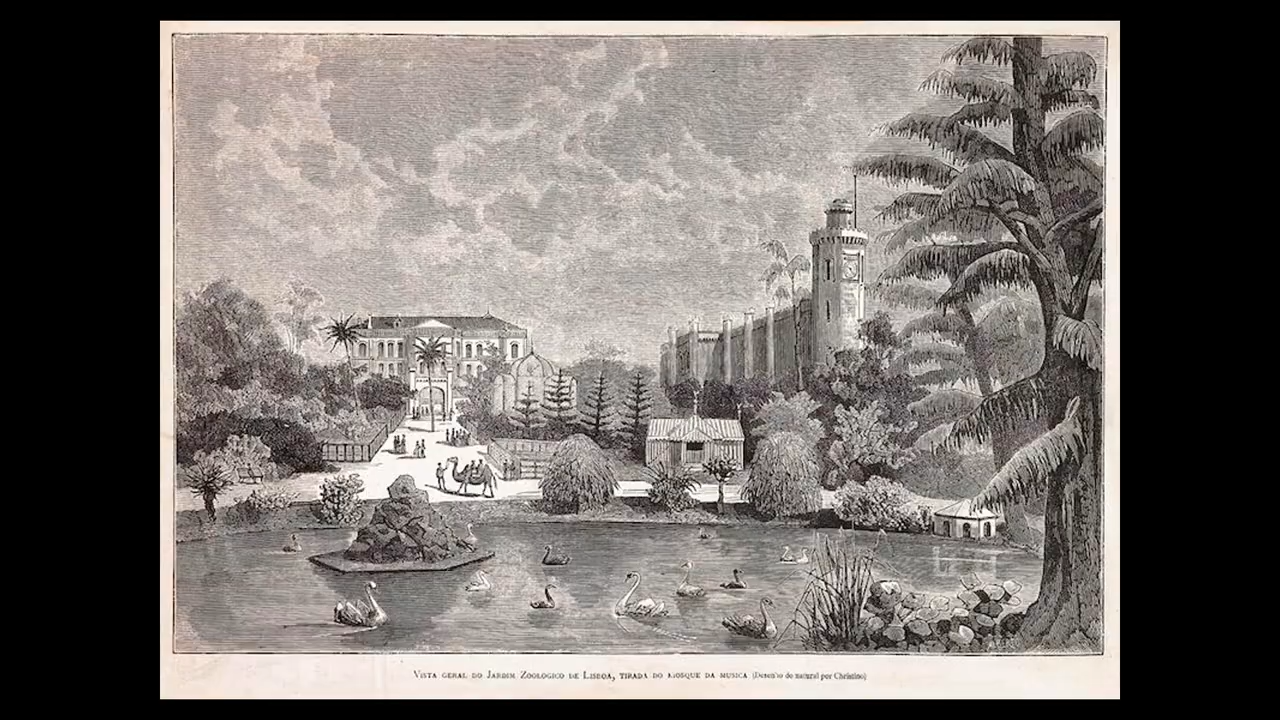 VISTA GERAL DO JARDIM ZOOLOGICO DE LISBOA, TIRADA DO KIOSQUE DA MUSICA (Desenho do natural por Christino)